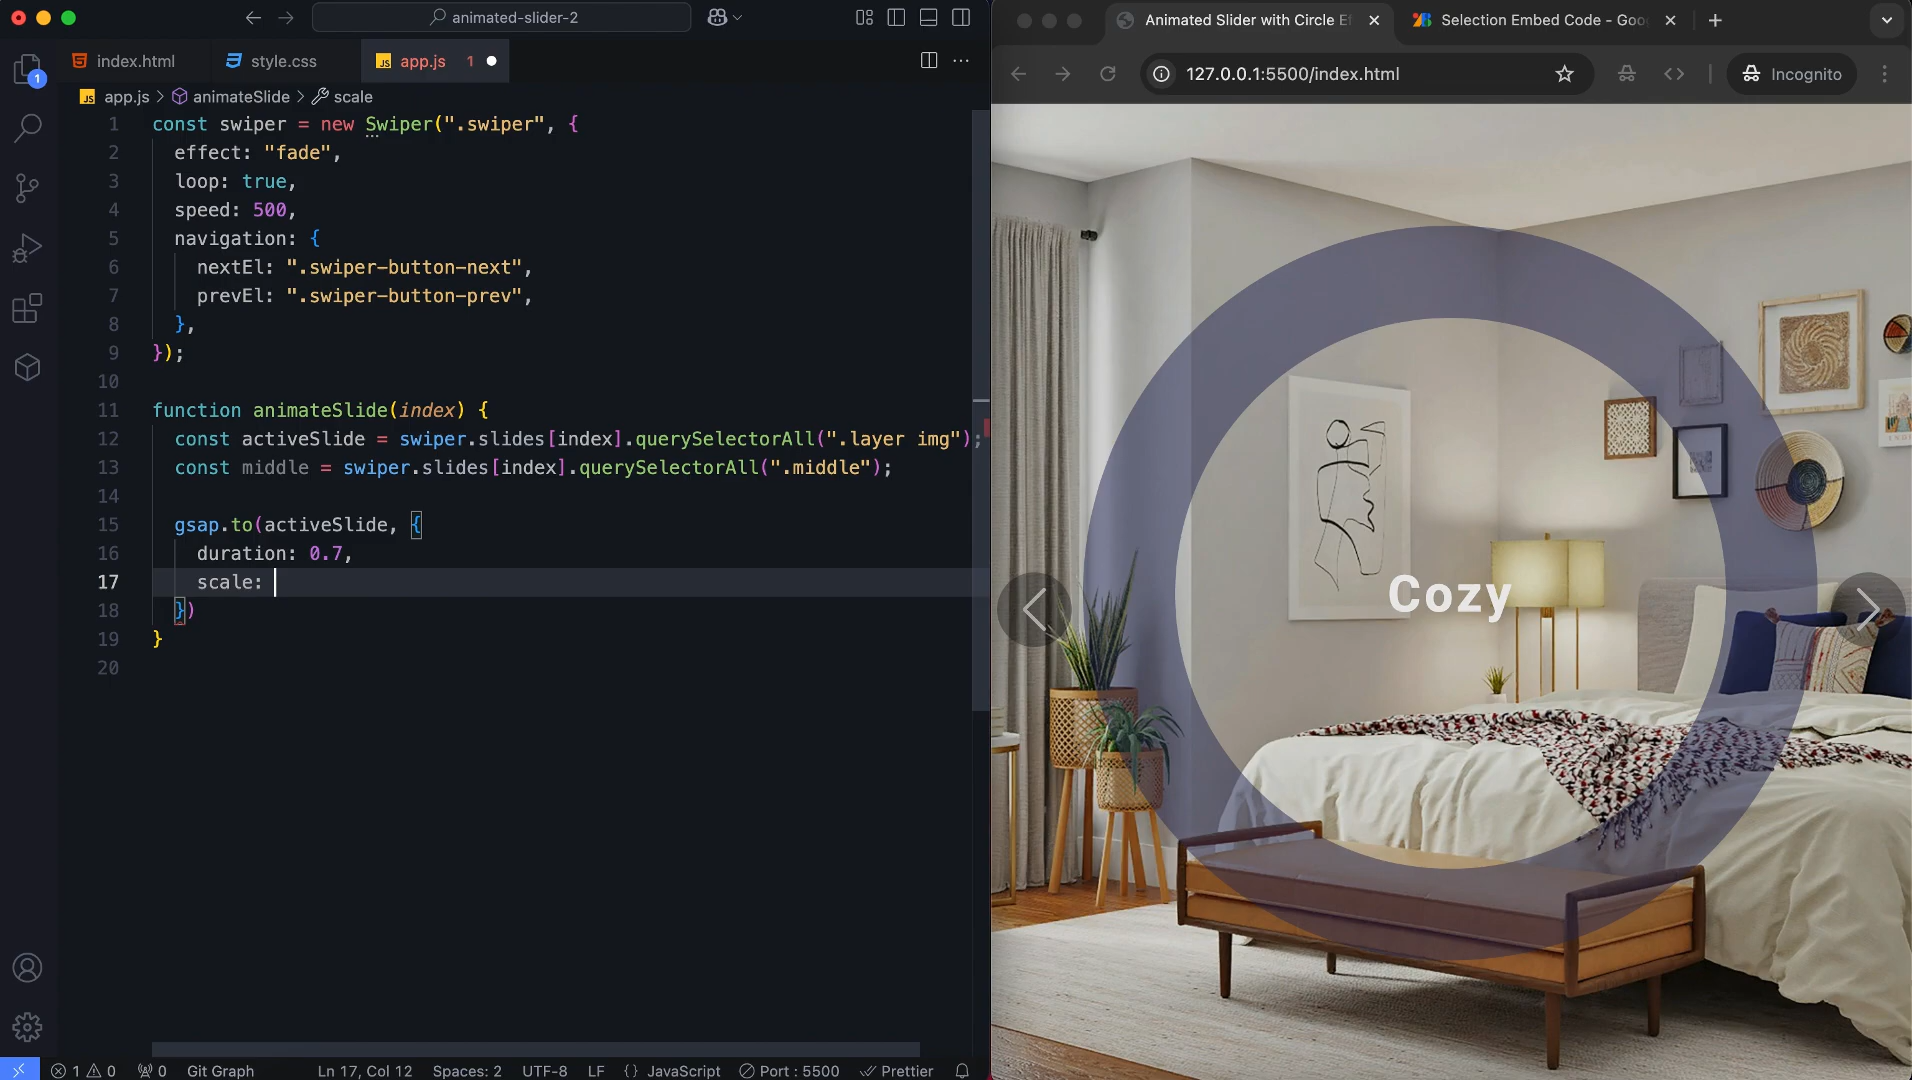 animated-slider-2
index.html
style.css
app.js 1
app.js > animateSlide > scale
1 const swiper = new Swiper(".swiper", {
2 effect: "fade",
3 loop: true,
4 speed: 500,
5 navigation: {
6 nextEl: ".swiper-button-next",
7 prevEl: ".swiper-button-prev",
8 },
9 });
10
11 function animateSlide(index) {
12 const activeSlide = swiper.slides[index].querySelectorAll(".layer img");
13 const middle = swiper.slides[index].querySelectorAll(".middle");
14
15 gsap.to(activeSlide, {
16 duration: 0.7,
17 scale:
18 })
19 }
20
1
1 0 0 Git Graph Ln 17, Col 12 Spaces: 2 UTF-8 LF {} JavaScript Port : 5500 Prettier
Animated Slider with Circle Ef
Selection Embed Code - Goo
127.0.0.1:5500/index.html
Incognito
Cozy